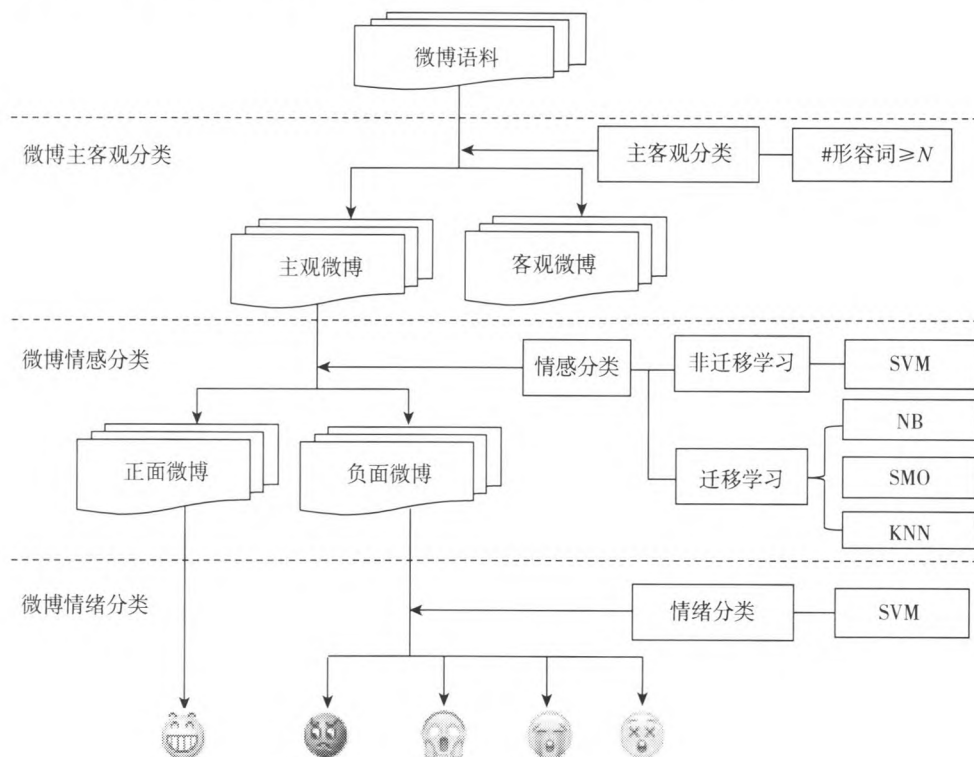 微博语料
微博主客观分类
主客观分类
#形容词≥N
主观微博
客观微博
微博情感分类
情感分类
非迁移学习
SVM
NB
正面微博
负面微博
迁移学习
SMO
KNN
微博情绪分类
情绪分类
SVM